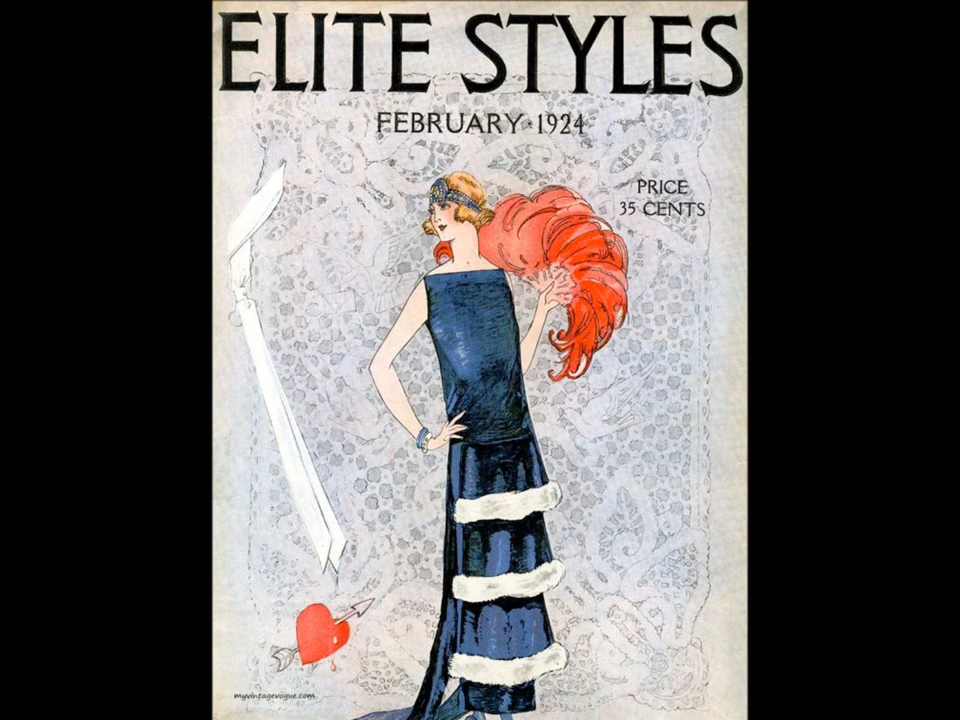 ELITE STYLES
FEBRUARY · 1924
PRICE
35 CENTS
myvintagevogue.com